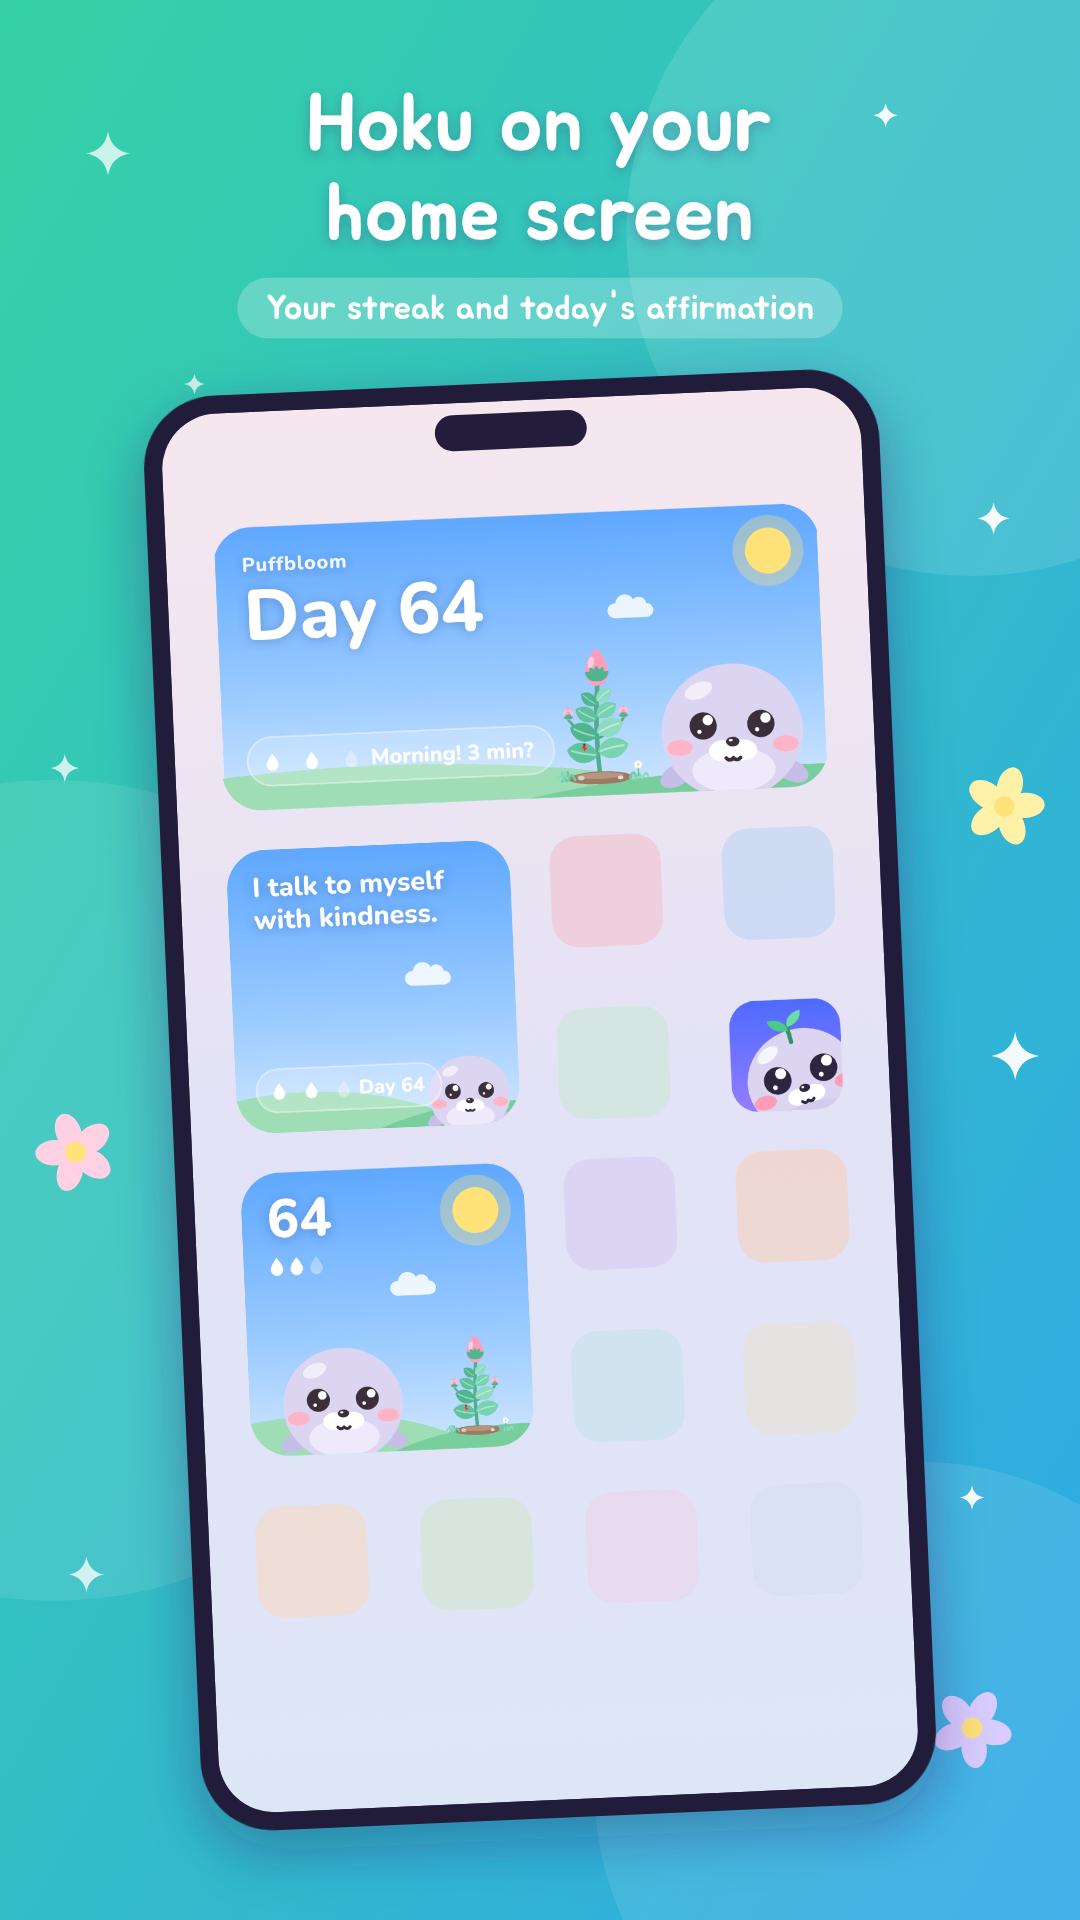 Hoku on your
home screen
Your streak and today's affirmation
Puffbloom
Day 64
Morning! 3 min?
I talk to myself
with kindness.
Day 64
64